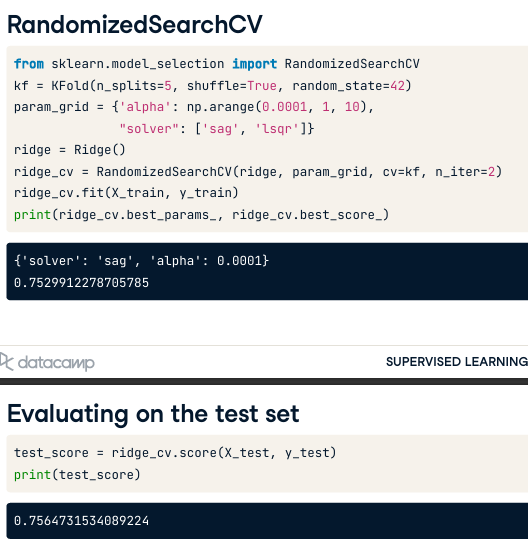 RandomizedSearchCV
from sklearn.model_selection import RandomizedSearchCV
kf = KFold(n_splits=5, shuffle=True, random_state=42)
param_grid = {'alpha': np.arange(0.0001, 1, 10),
"solver": ['sag', 'lsqr']}
ridge = Ridge()
ridge_cv = RandomizedSearchCV(ridge, param_grid, cv=kf, n_iter=2)
ridge_cv.fit(X_train, y_train)
print(ridge_cv.best_params_, ridge_cv.best_score_)
{'solver': 'sag', 'alpha': 0.0001}
0.7529912278705785
datacamp
SUPERVISED LEARNING
Evaluating on the test set
test_score = ridge_cv.score(X_test, y_test)
print(test_score)
0.7564731534089224